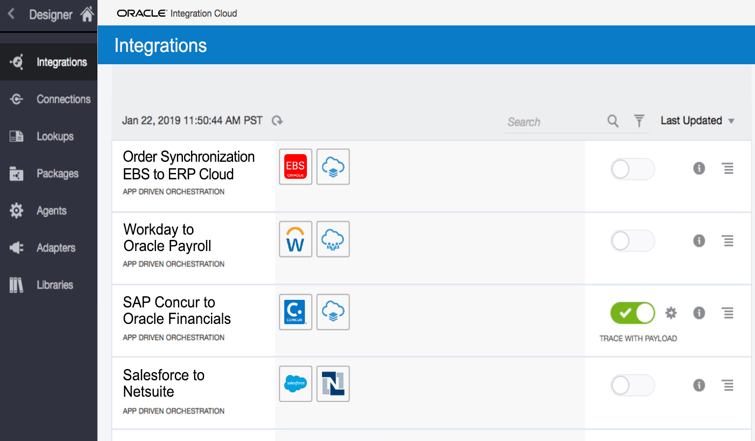 Designer
ORACLE Integration Cloud
Integrations
Integrations
Connections
Lookups
Packages
Agents
Adapters
Libraries
Jan 22, 2019 11:50:44 AM PST
Search
Last Updated
Order Synchronization
EBS to ERP Cloud
APP DRIVEN ORCHESTRATION
EBS
ORACLE
Workday to
Oracle Payroll
APP DRIVEN ORCHESTRATION
W
SAP Concur to
Oracle Financials
APP DRIVEN ORCHESTRATION
C.
CONCUR
TRACE WITH PAYLOAD
Salesforce to
Netsuite
APP DRIVEN ORCHESTRATION
salesforce
N